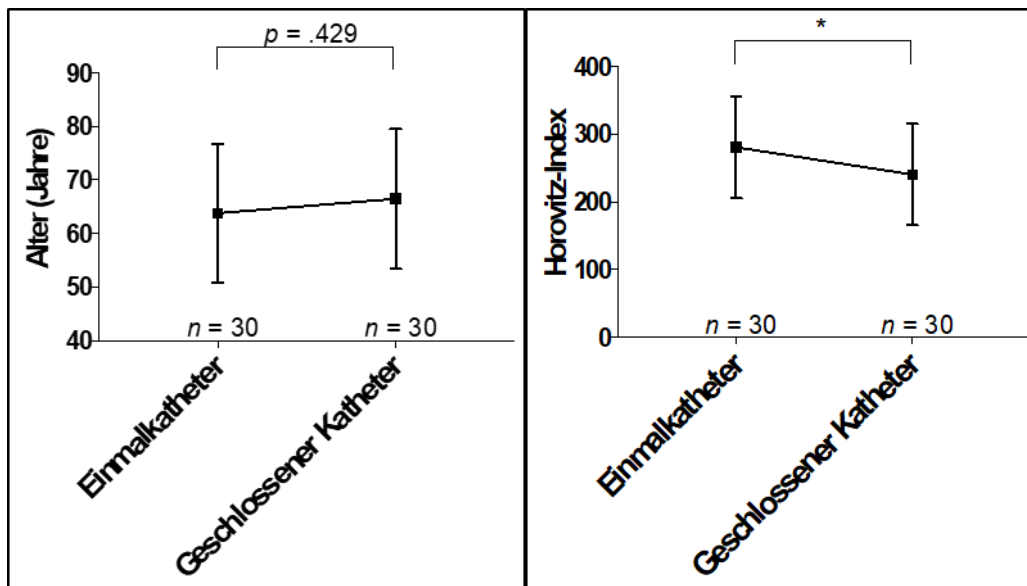 p = .429
90
80
70
60
50
40
Alter (Jahre)
n = 30
n = 30
Einmalkatheter
Geschlossener Katheter
*
400
300
200
100
0
Horovitz-Index
n = 30
n = 30
Einmalkatheter
Geschlossener Katheter